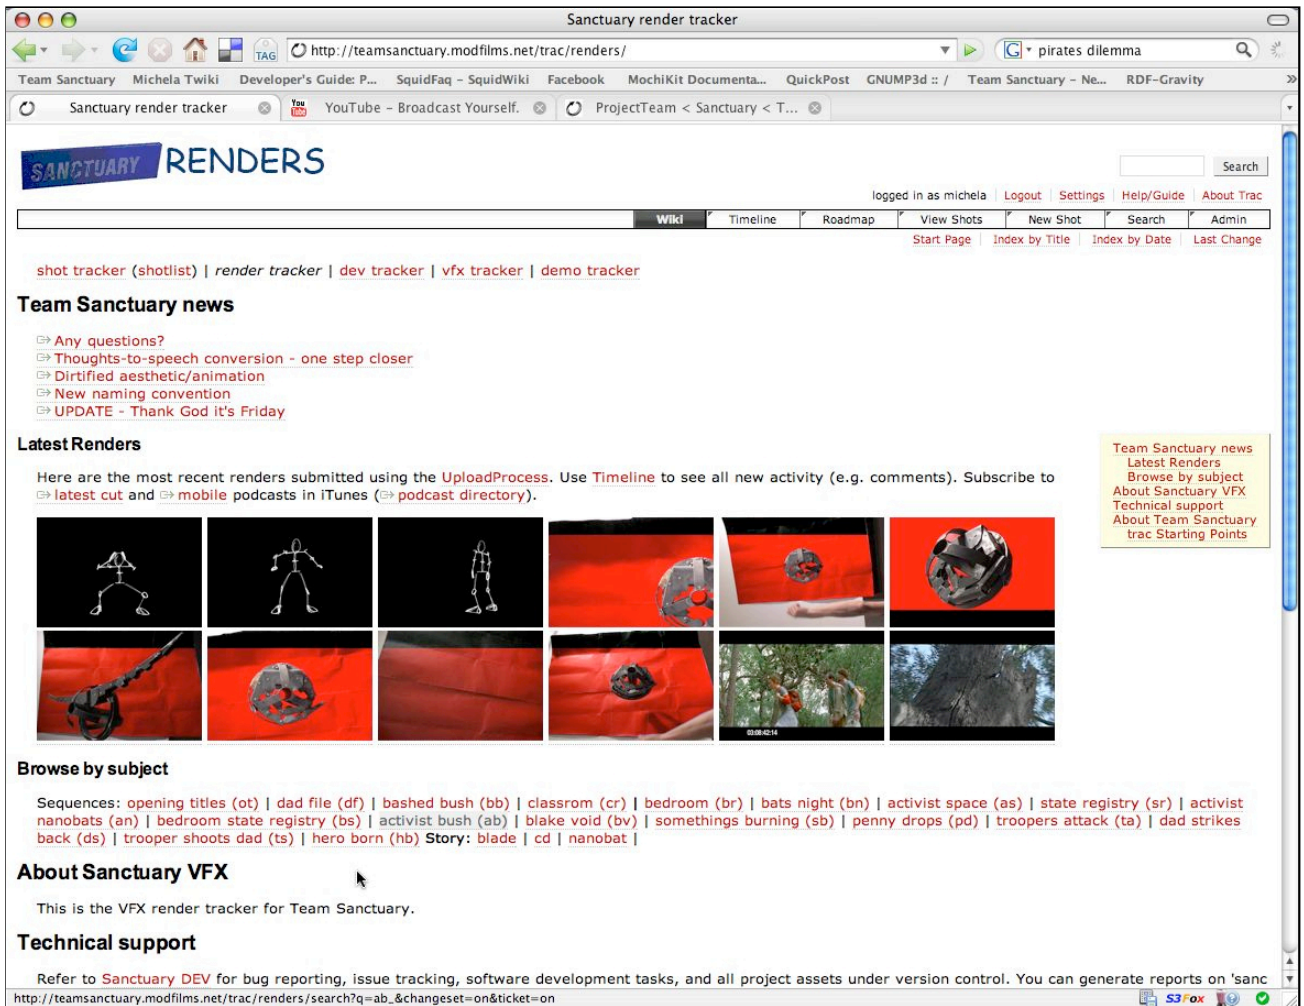 Sanctuary render tracker
TAG
http://teamsanctuary.modfilms.net/trac/renders/
G
pirates dilemma
Team Sanctuary Michela Twiki Developer's Guide: P... SquidFaq – SquidWiki Facebook MochiKit Documenta... QuickPost GNUMP3d :: / Team Sanctuary – Ne... RDF-Gravity »
Sanctuary render tracker
You Tube
YouTube – Broadcast Yourself.
ProjectTeam < Sanctuary < T...
SANCTUARY RENDERS
Search
logged in as michela Logout Settings Help/Guide About Trac
Wiki Timeline Roadmap View Shots New Shot Search Admin
Start Page Index by Title Index by Date Last Change
shot tracker (shotlist) | render tracker | dev tracker | vfx tracker | demo tracker
Team Sanctuary news
Any questions?
Thoughts-to-speech conversion - one step closer
Dirtified aesthetic/animation
New naming convention
UPDATE - Thank God it's Friday
Latest Renders
Here are the most recent renders submitted using the UploadProcess. Use Timeline to see all new activity (e.g. comments). Subscribe to
latest cut and mobile podcasts in iTunes (podcast directory).
Team Sanctuary news
Latest Renders
Browse by subject
About Sanctuary VFX
Technical support
About Team Sanctuary
trac Starting Points
03:08:42:14
Browse by subject
Sequences: opening titles (ot) | dad file (df) | bashed bush (bb) | classrom (cr) | bedroom (br) | bats night (bn) | activist space (as) | state registry (sr) | activist
nanobats (an) | bedroom state registry (bs) | activist bush (ab) | blake void (bv) | somethings burning (sb) | penny drops (pd) | troopers attack (ta) | dad strikes
back (ds) | trooper shoots dad (ts) | hero born (hb) Story: blade | cd | nanobat |
About Sanctuary VFX
This is the VFX render tracker for Team Sanctuary.
Technical support
Refer to Sanctuary DEV for bug reporting, issue tracking, software development tasks, and all project assets under version control. You can generate reports on 'sanc
http://teamsanctuary.modfilms.net/trac/renders/search?q=ab_&changeset=on&ticket=on
S3Fox